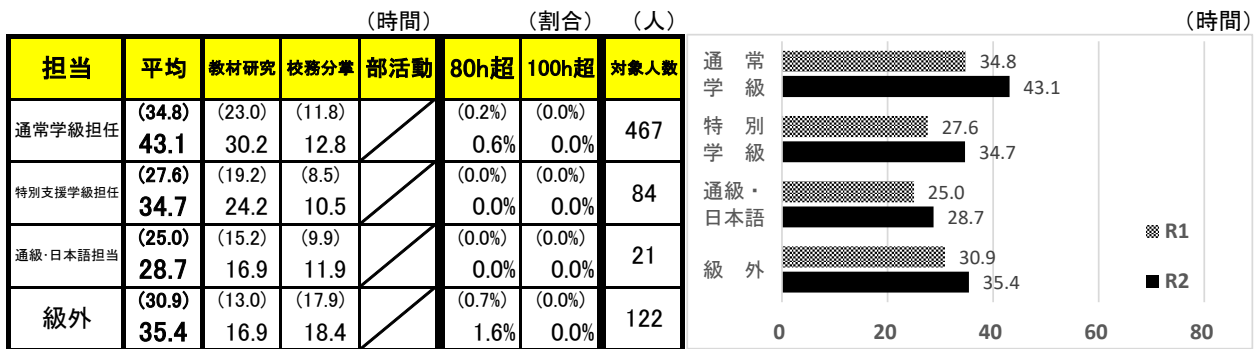 （時間） （割合） （人）
担当 平均 教材研究 校務分掌 部活動 80h超 100h超 対象人数
通常学級担任 (34.8) (23.0) (11.8) (0.2%) (0.0%) 467
43.1 30.2 12.8 0.6% 0.0%
特別支援学級担任 (27.6) (19.2) (8.5) (0.0%) (0.0%) 84
34.7 24.2 10.5 0.0% 0.0%
通級・日本語担当 (25.0) (15.2) (9.9) (0.0%) (0.0%) 21
28.7 16.9 11.9 0.0% 0.0%
級外 (30.9) (13.0) (17.9) (0.7%) (0.0%) 122
35.4 16.9 18.4 1.6% 0.0%
（時間）
通 常 34.8
学 級 43.1
特 別 27.6
学 級 34.7
通級・ 25.0
日本語 28.7
級 外 30.9
35.4
R1
R2
0 20 40 60 80